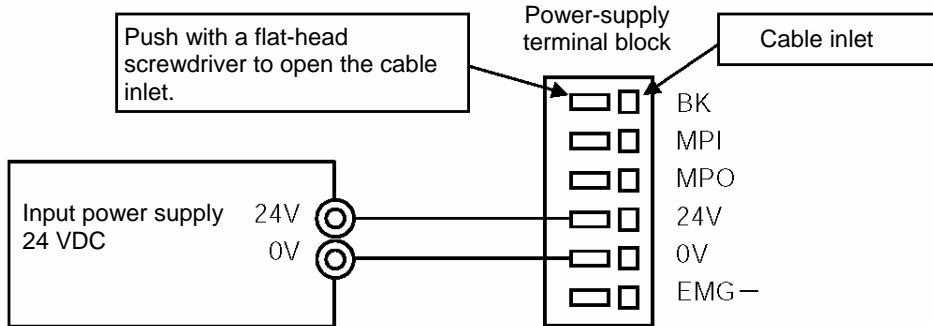 Push with a flat-head
screwdriver to open the cable
inlet.
Power-supply
terminal block
Cable inlet
BK
MPI
MPO
24V
0V
EMG−
Input power supply
24 VDC
24V
0V